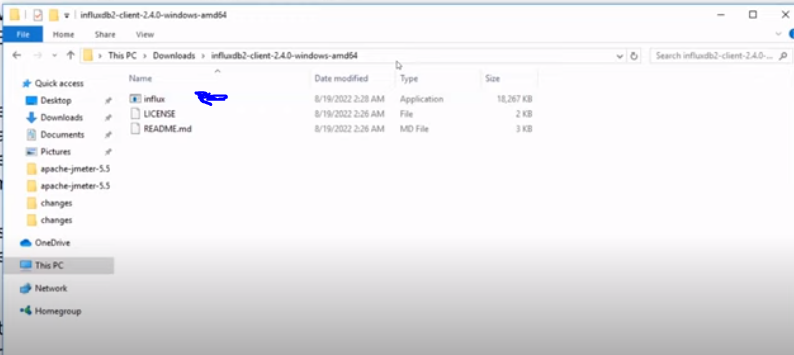 influxdb2-client-2.4.0-windows-amd64
File Home Share View
This PC Downloads influxdb2-client-2.4.0-windows-amd64 Search influxdb2-client-2.4.0-...
Name Date modified Type Size
Quick access
Desktop
Downloads
Documents
Pictures
apache-jmeter-5.5
apache-jmeter-5.5
changes
changes
OneDrive
This PC
Network
Homegroup
influx 8/19/2022 2:28 AM Application 18,267 KB
LICENSE 8/19/2022 2:26 AM File 2 KB
README.md 8/19/2022 2:26 AM MD File 3 KB